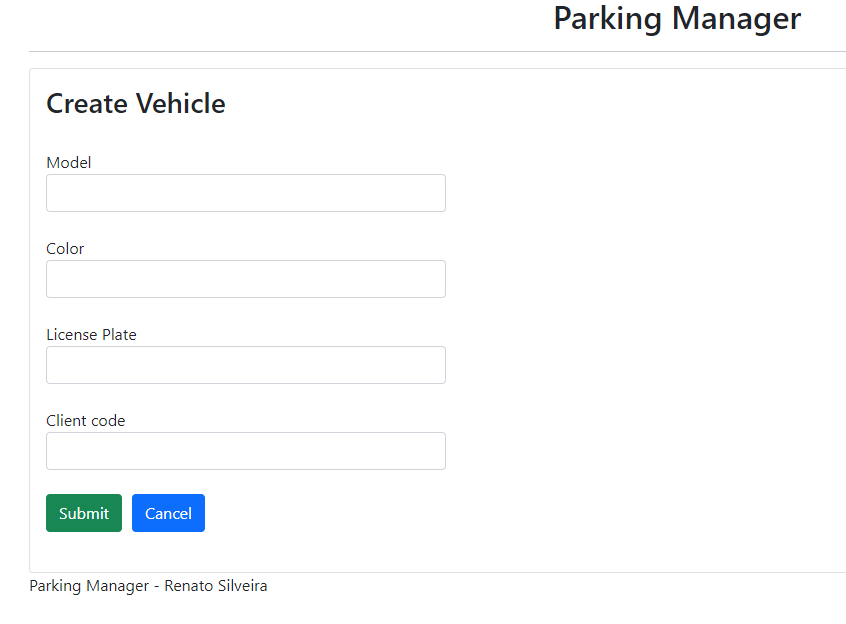 Parking Manager
Create Vehicle
Model
Color
License Plate
Client code
Submit Cancel
Parking Manager - Renato Silveira